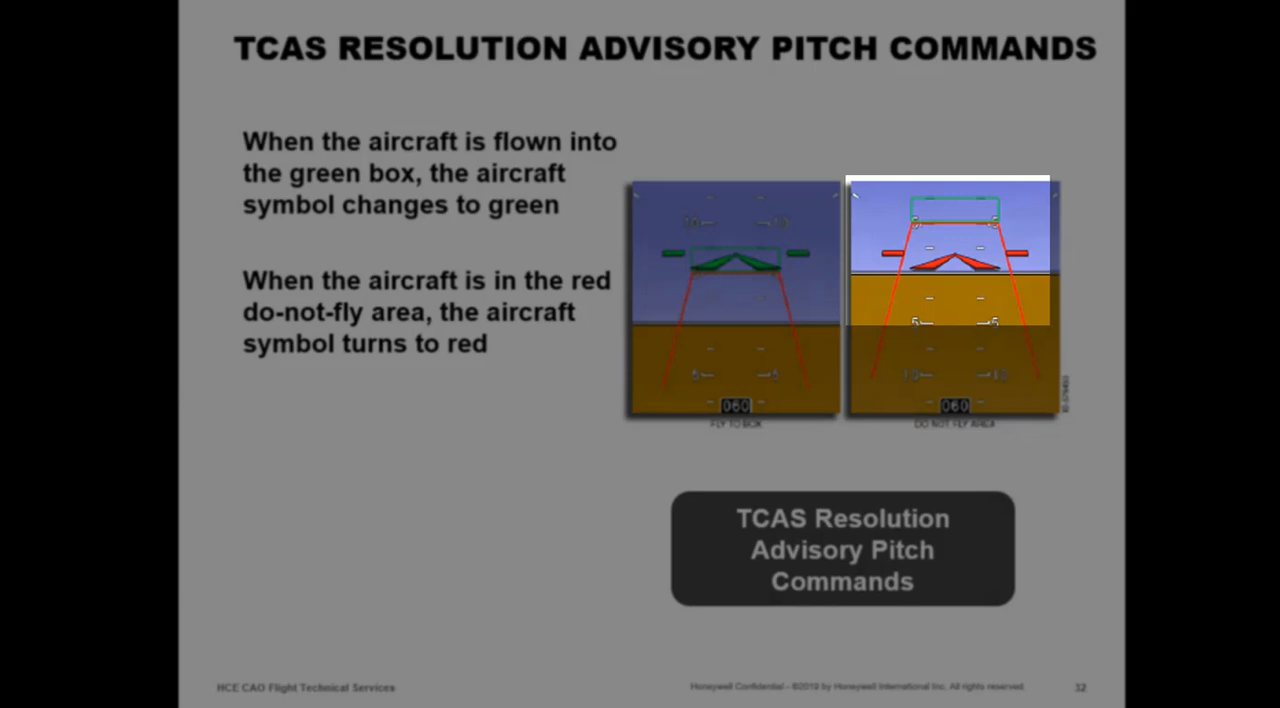 TCAS RESOLUTION ADVISORY PITCH COMMANDS
When the aircraft is flown into
the green box, the aircraft
symbol changes to green
When the aircraft is in the red
do-not-fly area, the aircraft
symbol turns to red
10 10
5 5
060
FLY TO BOX
5 5
5 5
10 10
060
DO NOT FLY AREA
TCAS Resolution
Advisory Pitch
Commands
HCE CAO Flight Technical Services
Honeywell Confidential - ©2019 by Honeywell International Inc. All rights reserved.
32